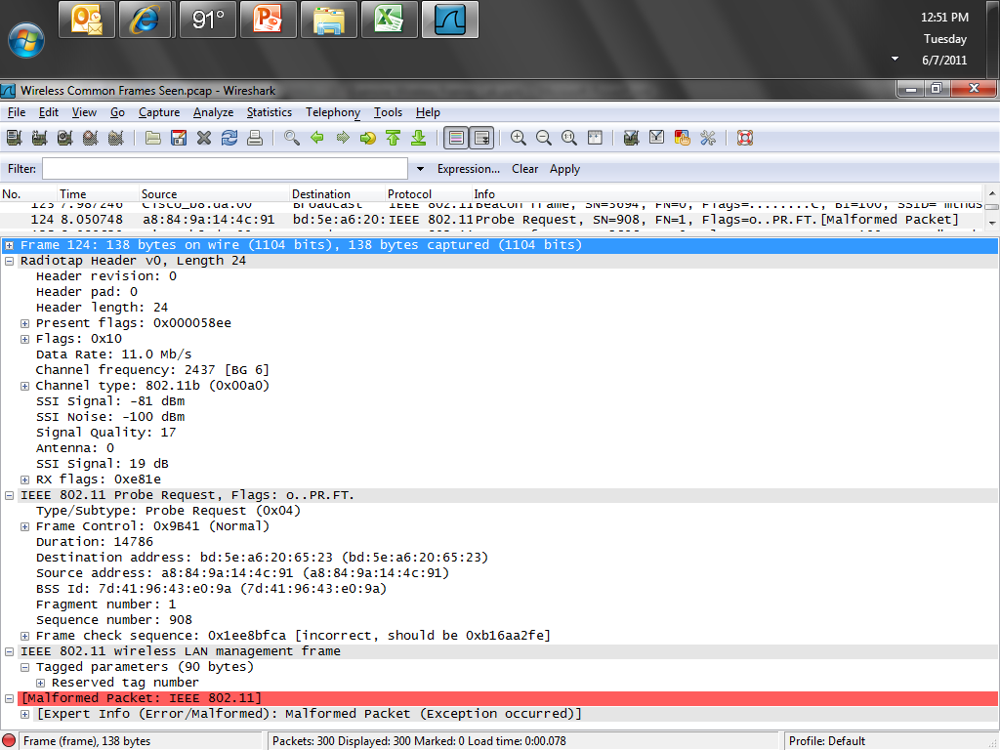 91°
12:51 PM
Tuesday
6/7/2011
Wireless Common Frames Seen.pcap - Wireshark
File Edit View Go Capture Analyze Statistics Telephony Tools Help
Filter: Expression... Clear Apply
No. Time Source Destination Protocol Info
123 7.987246 Broadcast IEEE 802.11 Beacon frame, SN=3694, FN=0, Flags=........C, BI=100,
124 8.050748 a8:84:9a:14:4c:91 bd:5e:a6:20: IEEE 802.11 Probe Request, SN=908, FN=1, Flags=o..PR.FT.[Malformed Packet]
Frame 124: 138 bytes on wire (1104 bits), 138 bytes captured (1104 bits)
Radiotap Header v0, Length 24
Header revision: 0
Header pad: 0
Header length: 24
Present flags: 0x000058ee
Flags: 0x10
Data Rate: 11.0 Mb/s
Channel frequency: 2437 [BG 6]
Channel type: 802.11b (0x00a0)
SSI Signal: -81 dBm
SSI Noise: -100 dBm
Signal Quality: 17
Antenna: 0
SSI Signal: 19 dB
RX flags: 0xe81e
IEEE 802.11 Probe Request, Flags: o..PR.FT.
Type/Subtype: Probe Request (0x04)
Frame Control: 0x9B41 (Normal)
Duration: 14786
Destination address: bd:5e:a6:20:65:23 (bd:5e:a6:20:65:23)
Source address: a8:84:9a:14:4c:91 (a8:84:9a:14:4c:91)
BSS Id: 7d:41:96:43:e0:9a (7d:41:96:43:e0:9a)
Fragment number: 1
Sequence number: 908
Frame check sequence: 0x1ee8bfca [incorrect, should be 0xb16aa2fe]
IEEE 802.11 wireless LAN management frame
Tagged parameters (90 bytes)
Reserved tag number
[Malformed Packet: IEEE 802.11]
[Expert Info (Error/Malformed): Malformed Packet (Exception occurred)]
Frame (frame), 138 bytes Packets: 300 Displayed: 300 Marked: 0 Load time: 0:00.078 Profile: Default